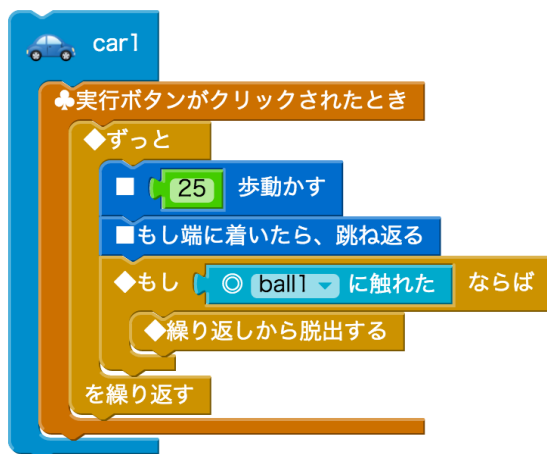 car1
♣実行ボタンがクリックされたとき
◆ずっと
■ 25 歩動かす
■もし端に着いたら、跳ね返る
◆もし ◎ ball1 に触れた ならば
◆繰り返しから脱出する
を繰り返す